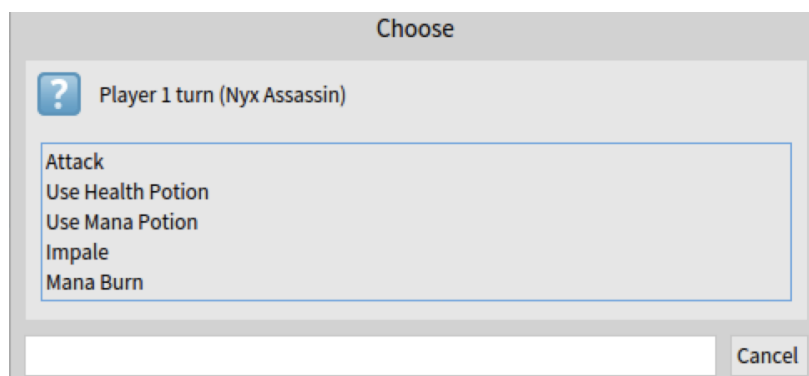 Choose
Player 1 turn (Nyx Assassin)
Attack
Use Health Potion
Use Mana Potion
Impale
Mana Burn
Cancel